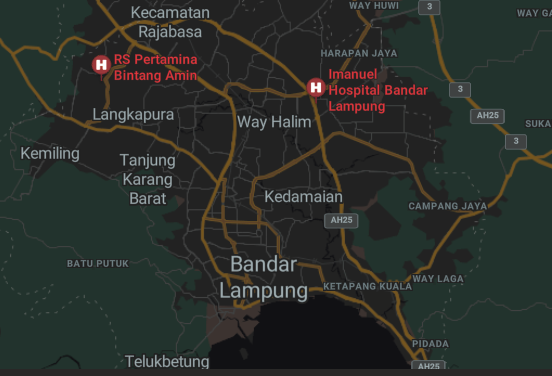 WAY HUWI
Kecamatan
Rajabasa
3
WAY GA
HARAPAN JAYA
H RS Pertamina
Bintang Amin
H Imanuel
Hospital Bandar
Lampung
3
Langkapura
Way Halim
AH25
SUKA
3
Kemiling
Tanjung
Karang
Barat
Kedamaian
CAMPANG JAYA
AH25
BATU PUTUK
Bandar
Lampung
WAY LAGA
KETAPANG KUALA
PIDADA
Telukbetung
AH25